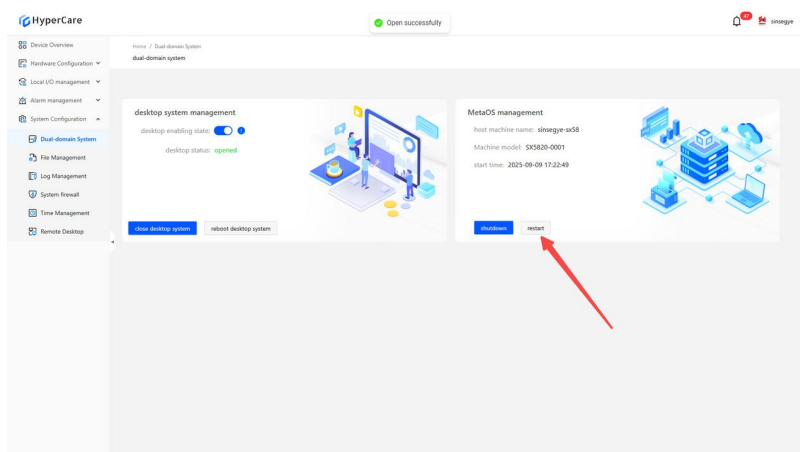 HyperCare
Open successfully
47
sinsegye
Device Overview
Hardware Configuration
Local I/O management
Alarm management
System Configuration
Dual-domain System
File Management
Log Management
System firewall
Time Management
Remote Desktop
Home / Dual-domain System
dual-domain system
desktop system management
desktop enabling state:
desktop status: opened
close desktop system
reboot desktop system
MetaOS management
host machine name: sinsegye-sx58
Machine model: SX5820-0001
start time: 2025-09-09 17:22:49
shutdown
restart